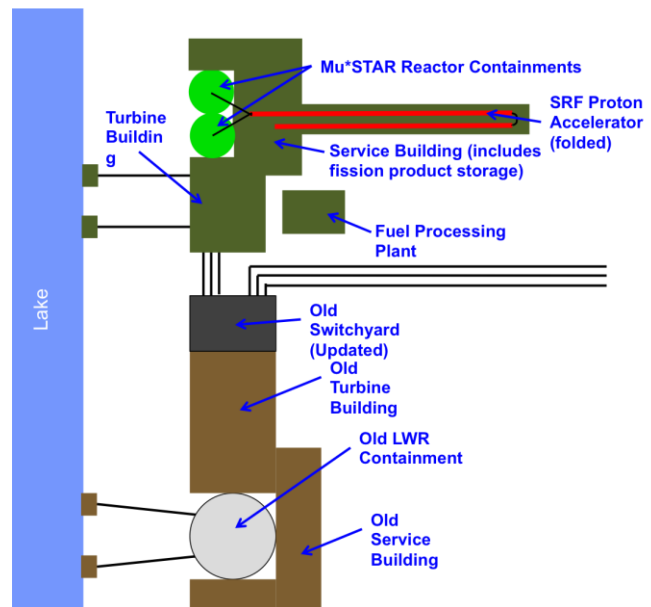 Mu*STAR Reactor Containments
SRF Proton
Accelerator
(folded)
Turbine
Buildin
g
Service Building (includes
fission product storage)
Fuel Processing
Plant
Lake
Old
Switchyard
(Updated)
Old
Turbine
Building
Old LWR
Containment
Old
Service
Building